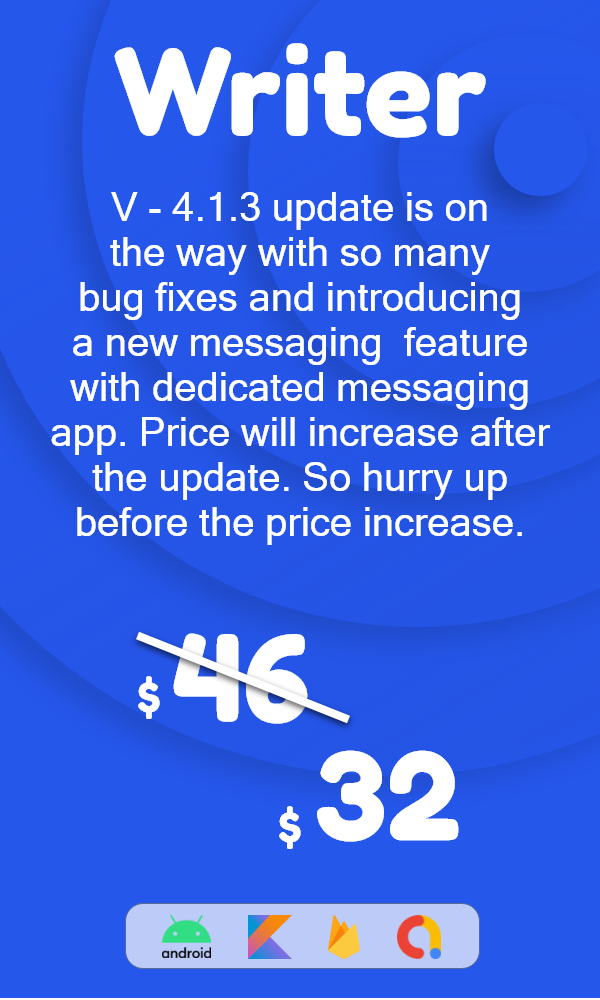 Writer
V - 4.1.3 update is on
the way with so many
bug fixes and introducing
a new messaging  feature
with dedicated messaging
app. Price will increase after
the update. So hurry up
before the price increase.
$ 46
$ 32
android